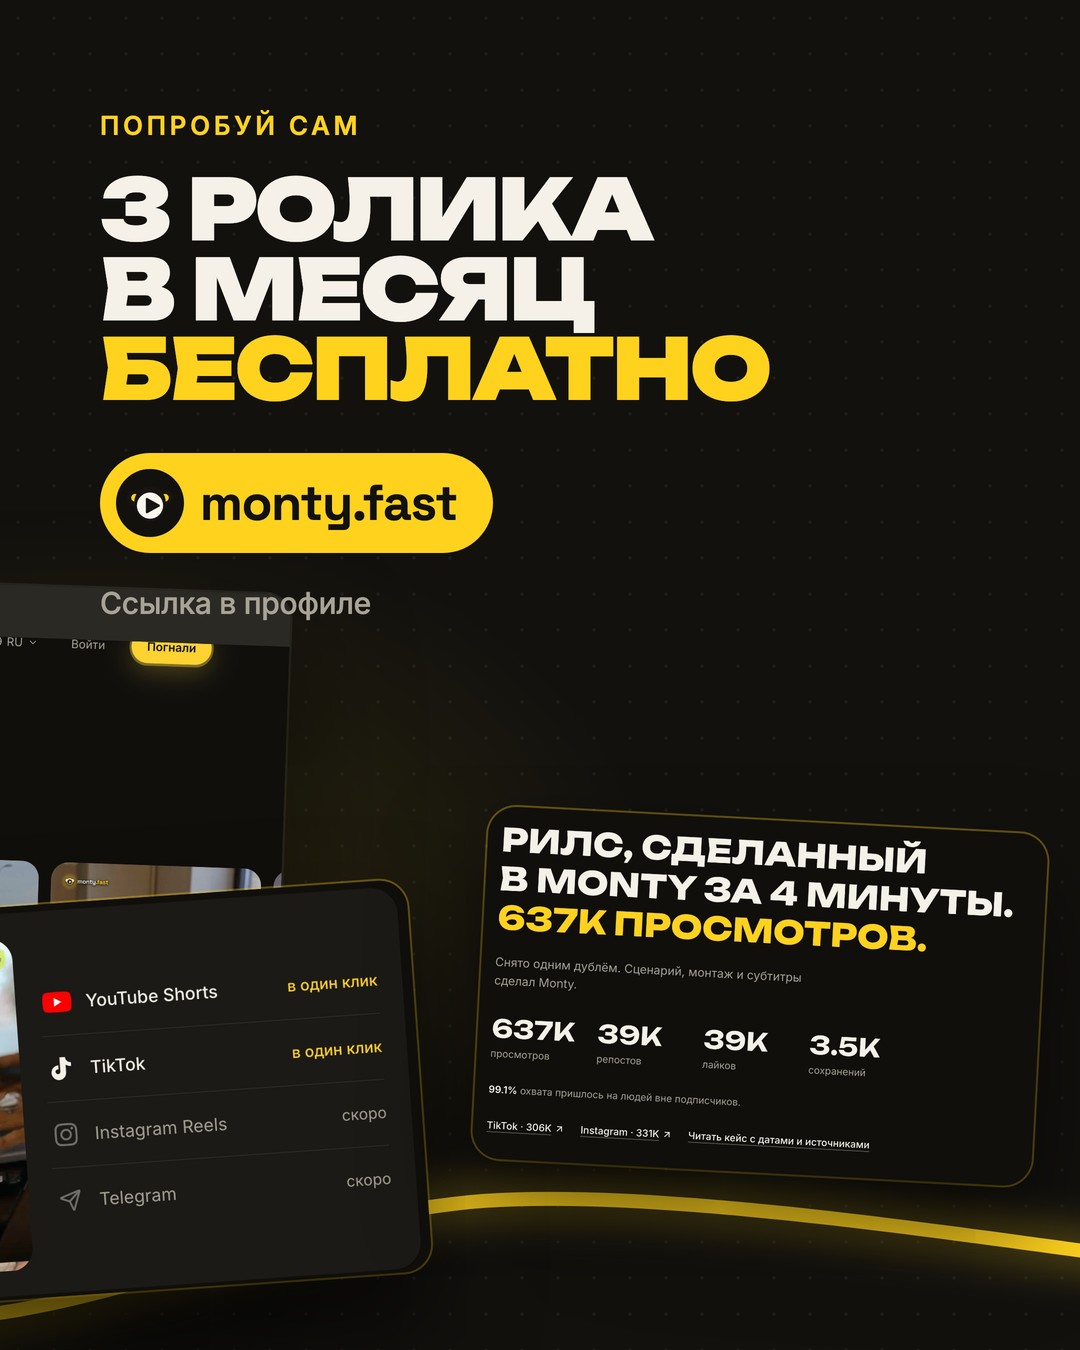 ПОПРОБУЙ САМ
3 РОЛИКА
В МЕСЯЦ
БЕСПЛАТНО
monty.fast
Ссылка в профиле
RU
Войти
Погнали
monty.fast
YouTube Shorts
в один клик
TikTok
в один клик
Instagram Reels
скоро
Telegram
скоро
РИЛС, СДЕЛАННЫЙ
В MONTY ЗА 4 МИНУТЫ.
637K ПРОСМОТРОВ.
Снято одним дублём. Сценарий, монтаж и субтитры
сделал Monty.
637K 39K 39K 3.5K
просмотров репостов лайков сохранений
99.1% охвата пришлось на людей вне подписчиков.
TikTok · 306K ↗ Instagram · 331K ↗ Читать кейс с датами и источниками